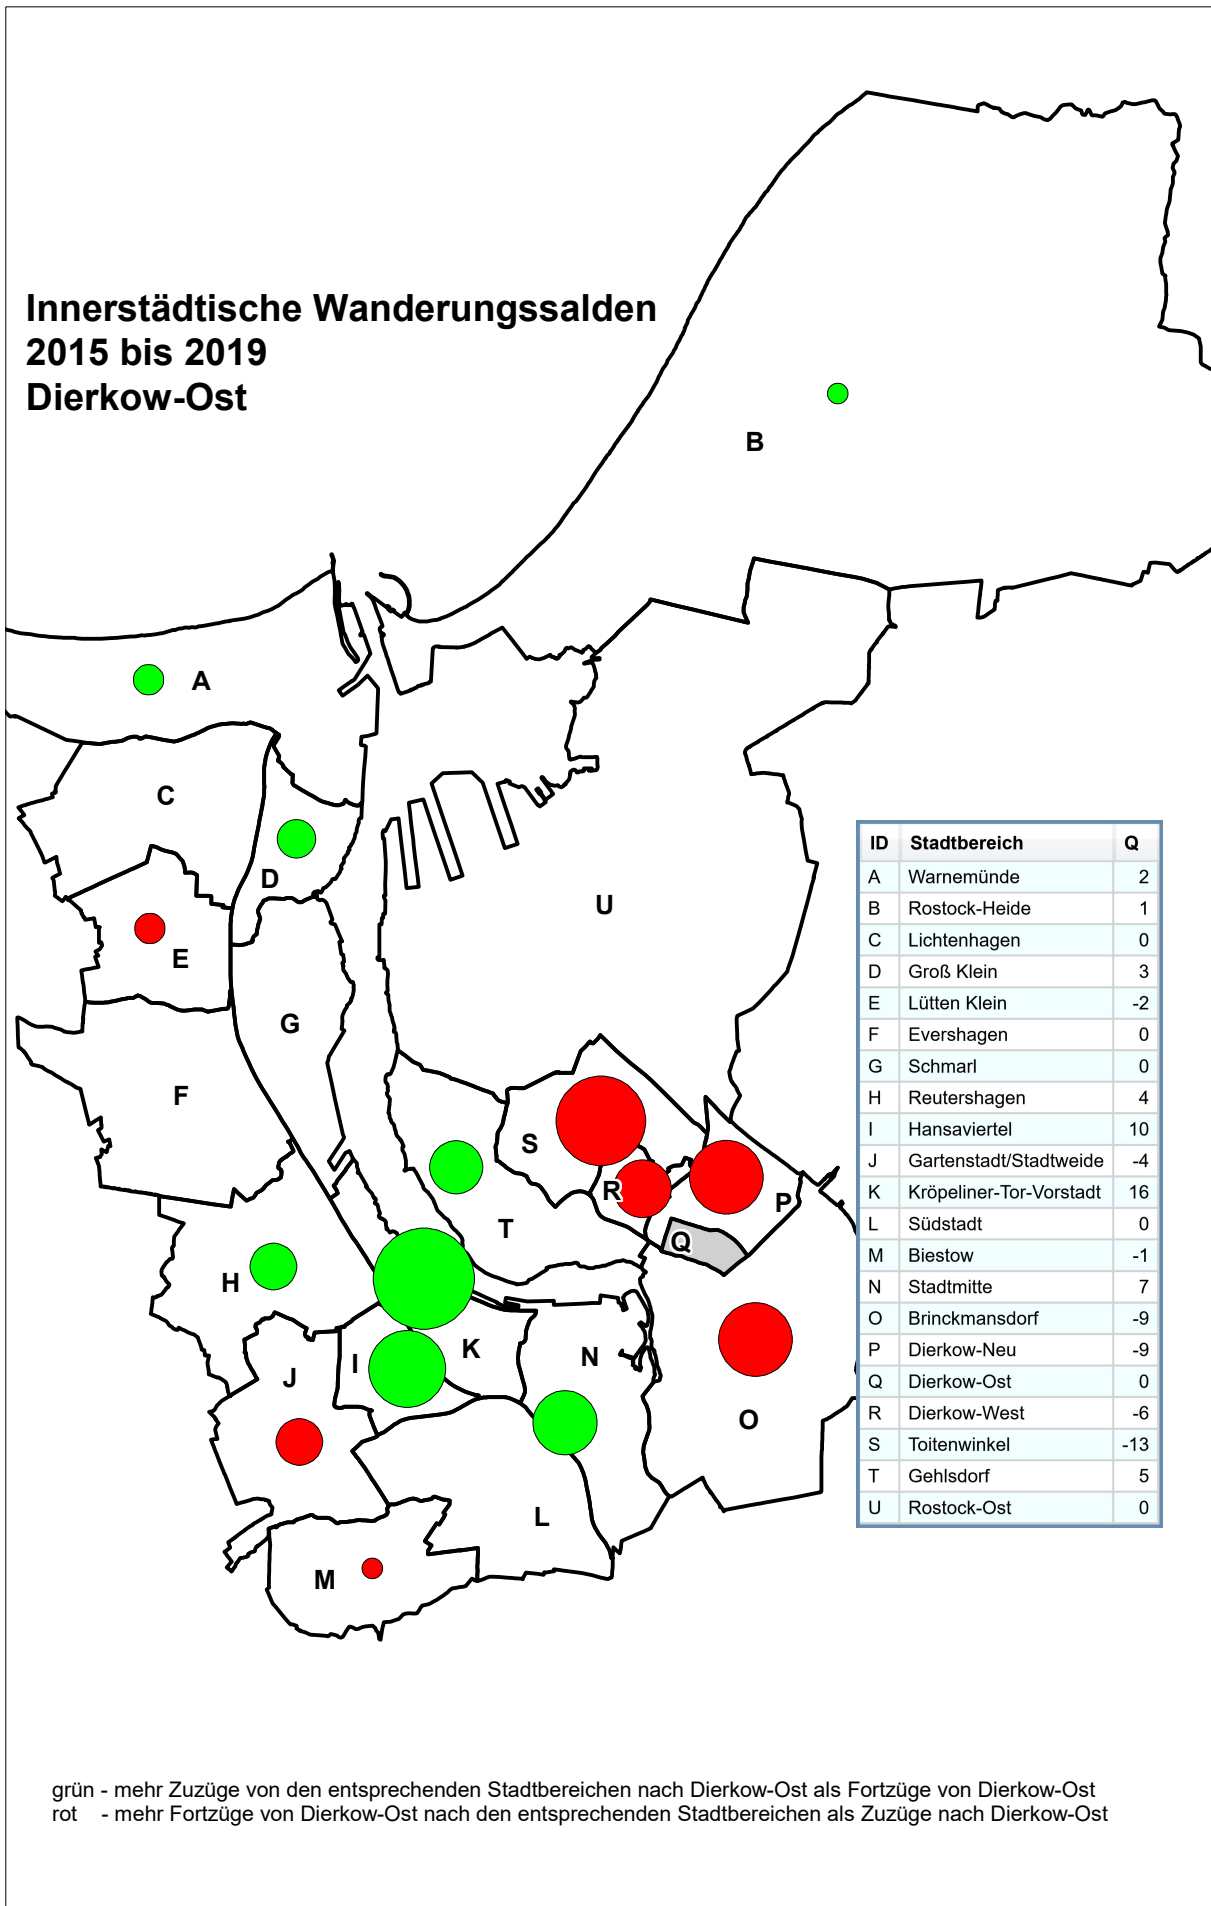 Innerstädtische Wanderungssalden
2015 bis 2019
Dierkow-Ost
B
A
C
D
U
E
G
F
S
R
P
T
Q
H
K
I
N
J
O
L
M
ID Stadtbereich Q
A Warnemünde 2
B Rostock-Heide 1
C Lichtenhagen 0
D Groß Klein 3
E Lütten Klein -2
F Evershagen 0
G Schmarl 0
H Reutershagen 4
I Hansaviertel 10
J Gartenstadt/Stadtweide -4
K Kröpeliner-Tor-Vorstadt 16
L Südstadt 0
M Biestow -1
N Stadtmitte 7
O Brinckmansdorf -9
P Dierkow-Neu -9
Q Dierkow-Ost 0
R Dierkow-West -6
S Toitenwinkel -13
T Gehlsdorf 5
U Rostock-Ost 0
grün - mehr Zuzüge von den entsprechenden Stadtbereichen nach Dierkow-Ost als Fortzüge von Dierkow-Ost
rot - mehr Fortzüge von Dierkow-Ost nach den entsprechenden Stadtbereichen als Zuzüge nach Dierkow-Ost